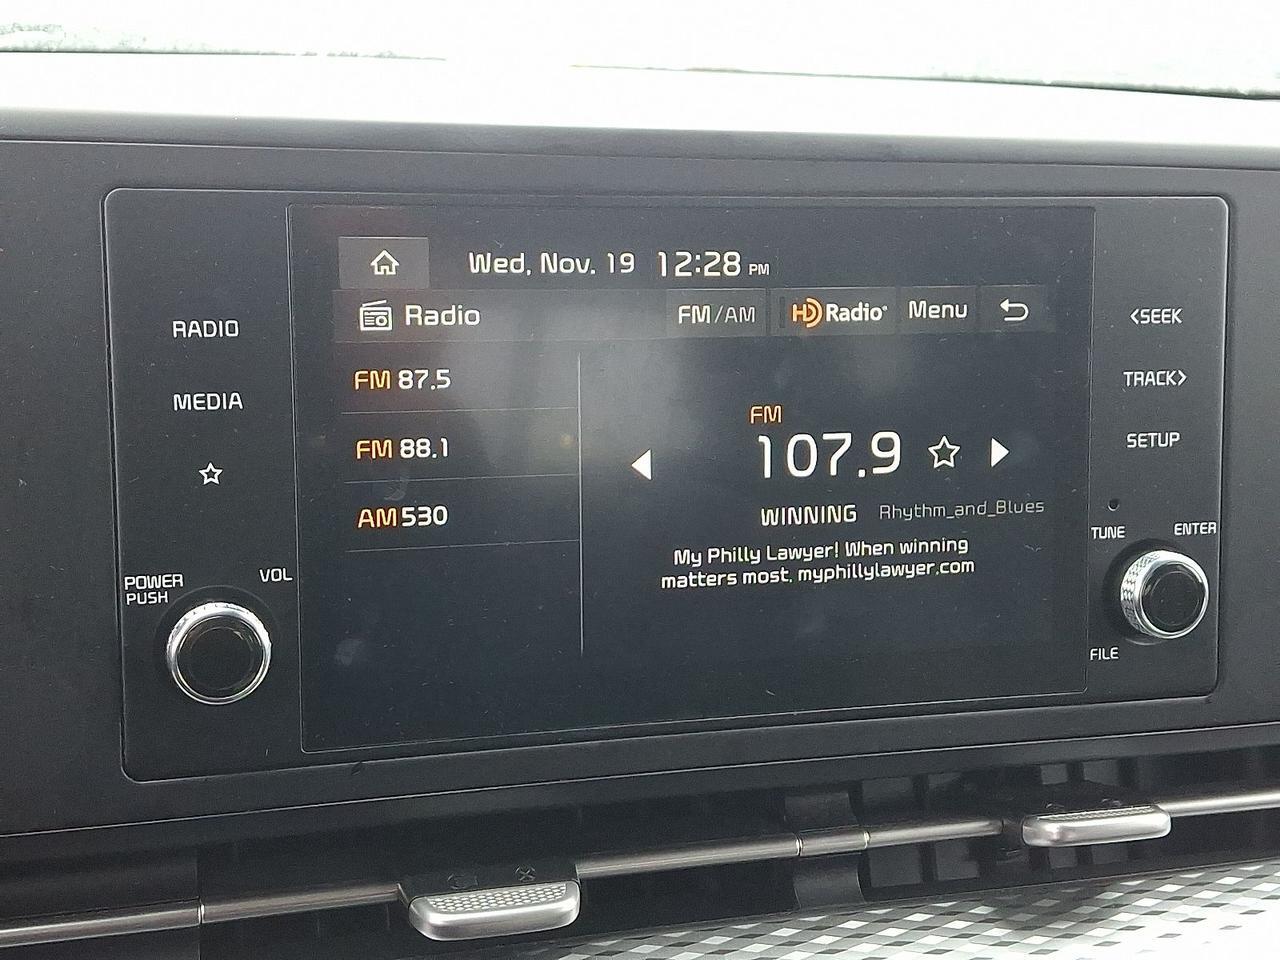 Wed, Nov. 19 12:28 PM
Radio FM/AM HD Radio® Menu
RADIO
MEDIA
FM 87.5
FM 88.1
AM 530
FM
107.9
WINNING Rhythm_and_Blues
My Philly Lawyer! When winning
matters most. myphillylawyer.com
<SEEK
TRACK>
SETUP
POWER
PUSH
VOL
TUNE
ENTER
FILE